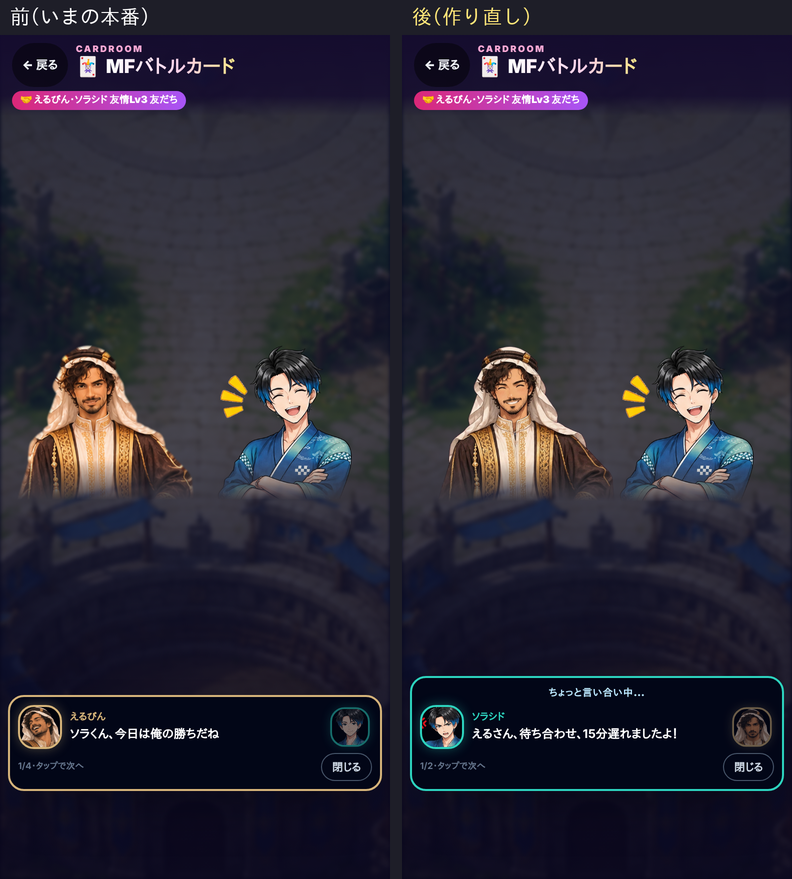 前(いまの本番)
CARDROOM
← 戻る
🃏 MFバトルカード
🤝 えるぴん・ソラシド 友情Lv3 友だち
えるぴん
ソラくん、今日は俺の勝ちだね
1/4・タップで次へ
閉じる
後(作り直し)
CARDROOM
← 戻る
🃏 MFバトルカード
🤝 えるぴん・ソラシド 友情Lv3 友だち
ちょっと言い合い中…
ソラシド
えるさん、待ち合わせ、15分遅れましたよ!
1/2・タップで次へ
閉じる